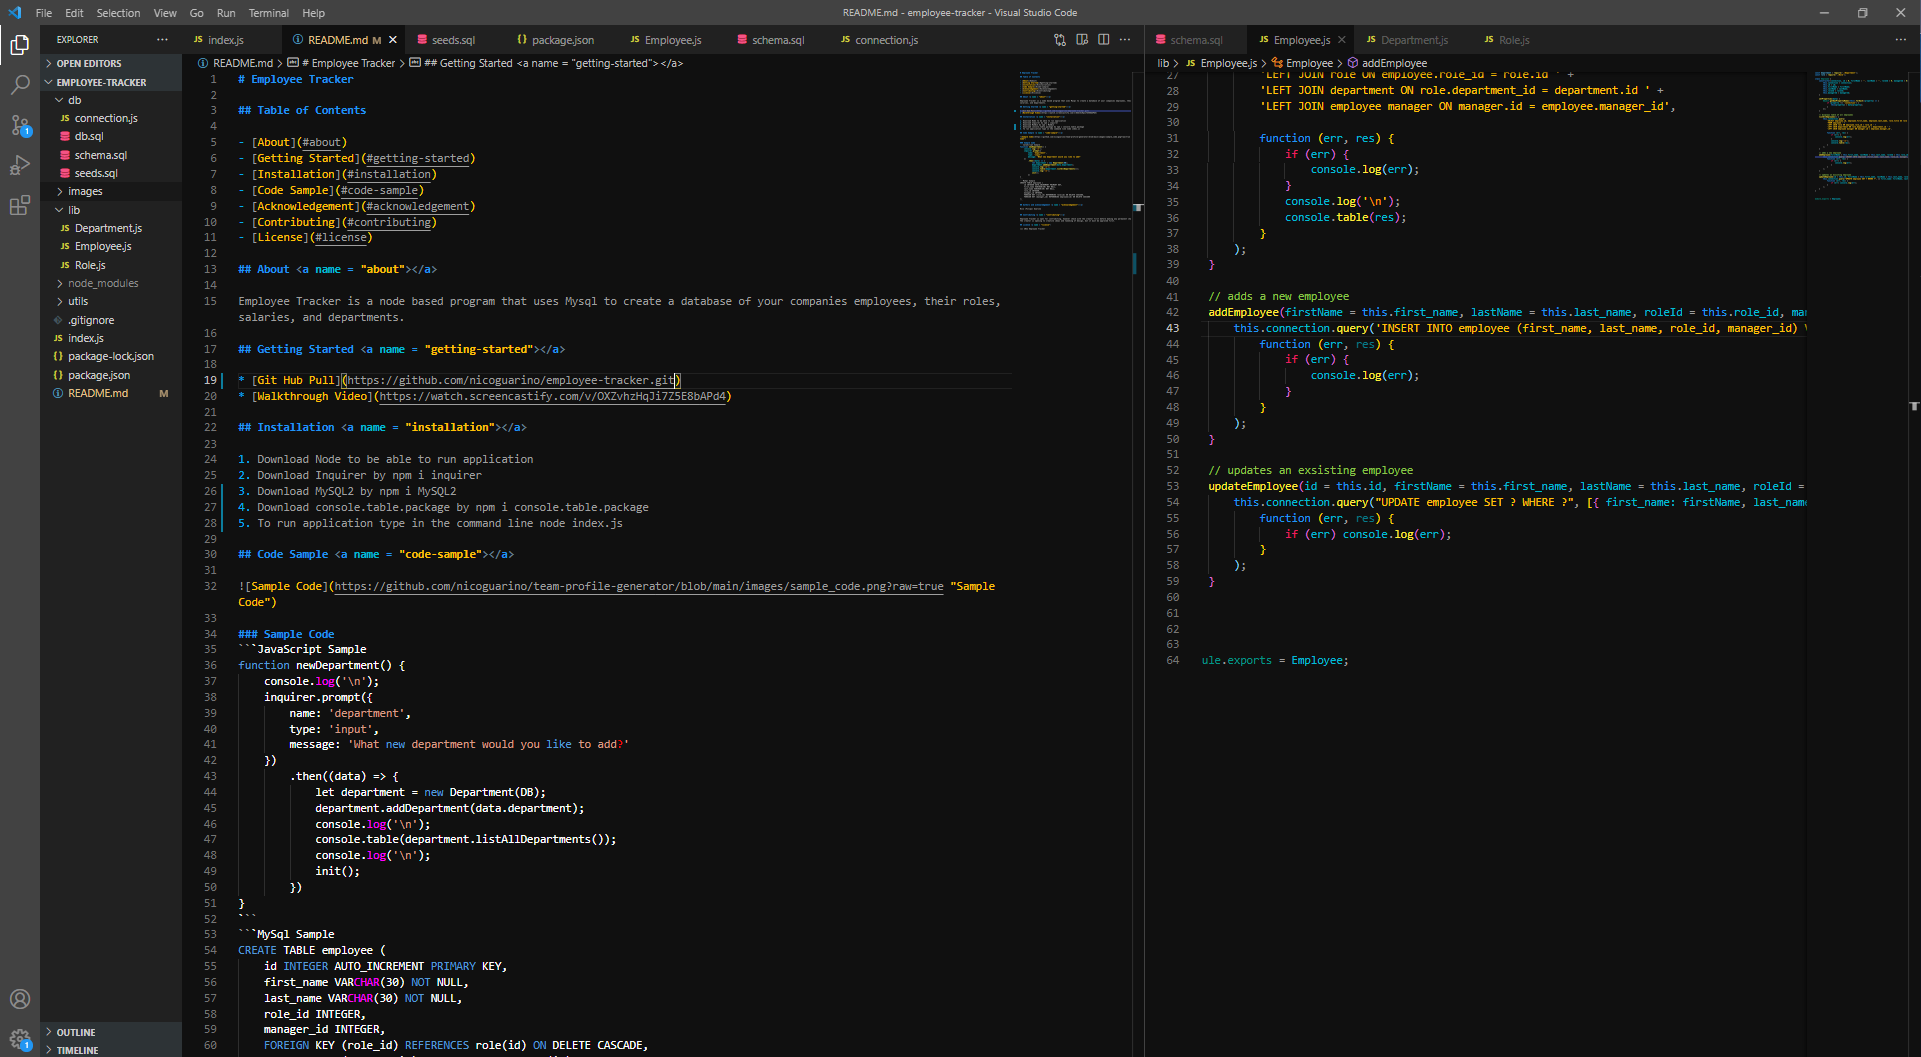 File Edit Selection View Go Run Terminal Help
README.md - employee-tracker - Visual Studio Code
EXPLORER
OPEN EDITORS
EMPLOYEE-TRACKER
db
JS connection.js
db.sql
schema.sql
seeds.sql
images
lib
JS Department.js
JS Employee.js
JS Role.js
node_modules
utils
.gitignore
JS index.js
{} package-lock.json
{} package.json
README.md M
OUTLINE
TIMELINE
1
1
JS index.js
README.md M
seeds.sql
{} package.json
JS Employee.js
schema.sql
JS connection.js
README.md > # Employee Tracker > ## Getting Started <a name = "getting-started"></a>
1 # Employee Tracker
2
3 ## Table of Contents
4
5 - [About](#about)
6 - [Getting Started](#getting-started)
7 - [Installation](#installation)
8 - [Code Sample](#code-sample)
9 - [Acknowledgement](#acknowledgement)
10 - [Contributing](#contributing)
11 - [License](#license)
12
13 ## About <a name = "about"></a>
14
15 Employee Tracker is a node based program that uses Mysql to create a database of your companies employees, their roles,
salaries, and departments.
16
17 ## Getting Started <a name = "getting-started"></a>
18
19 * [Git Hub Pull](https://github.com/nicoguarino/employee-tracker.git)
20 * [Walkthrough Video](https://watch.screencastify.com/v/OXZvhzHqJi7Z5E8bAPd4)
21
22 ## Installation <a name = "installation"></a>
23
24 1. Download Node to be able to run application
25 2. Download Inquirer by npm i inquirer
26 3. Download MySQL2 by npm i MySQL2
27 4. Download console.table.package by npm i console.table.package
28 5. To run application type in the command line node index.js
29
30 ## Code Sample <a name = "code-sample"></a>
31
32 ![Sample Code](https://github.com/nicoguarino/team-profile-generator/blob/main/images/sample_code.png?raw=true "Sample
Code")
33
34 ### Sample Code
35 ```JavaScript Sample
36 function newDepartment() {
37 console.log('\n');
38 inquirer.prompt({
39 name: 'department',
40 type: 'input',
41 message: 'What new department would you like to add?'
42 })
43 .then((data) => {
44 let department = new Department(DB);
45 department.addDepartment(data.department);
46 console.log('\n');
47 console.table(department.listAllDepartments());
48 console.log('\n');
49 init();
50 })
51 }
52 ```
53 ```MySql Sample
54 CREATE TABLE employee (
55 id INTEGER AUTO_INCREMENT PRIMARY KEY,
56 first_name VARCHAR(30) NOT NULL,
57 last_name VARCHAR(30) NOT NULL,
58 role_id INTEGER,
59 manager_id INTEGER,
60 FOREIGN KEY (role_id) REFERENCES role(id) ON DELETE CASCADE,
schema.sql
JS Employee.js
JS Department.js
JS Role.js
lib > JS Employee.js > Employee > addEmployee
27 'LEFT JOIN role ON employee.role_id = role.id ' +
28 'LEFT JOIN department ON role.department_id = department.id ' +
29 'LEFT JOIN employee manager ON manager.id = employee.manager_id',
30
31 function (err, res) {
32 if (err) {
33 console.log(err);
34 }
35 console.log('\n');
36 console.table(res);
37 }
38 );
39 }
40
41 // adds a new employee
42 addEmployee(firstName = this.first_name, lastName = this.last_name, roleId = this.role_id, ma
43 this.connection.query('INSERT INTO employee (first_name, last_name, role_id, manager_id)
44 function (err, res) {
45 if (err) {
46 console.log(err);
47 }
48 }
49 );
50 }
51
52 // updates an exsisting employee
53 updateEmployee(id = this.id, firstName = this.first_name, lastName = this.last_name, roleId =
54 this.connection.query("UPDATE employee SET ? WHERE ?", [{ first_name: firstName, last_name
55 function (err, res) {
56 if (err) console.log(err);
57 }
58 );
59 }
60
61
62
63
64 ule.exports = Employee;